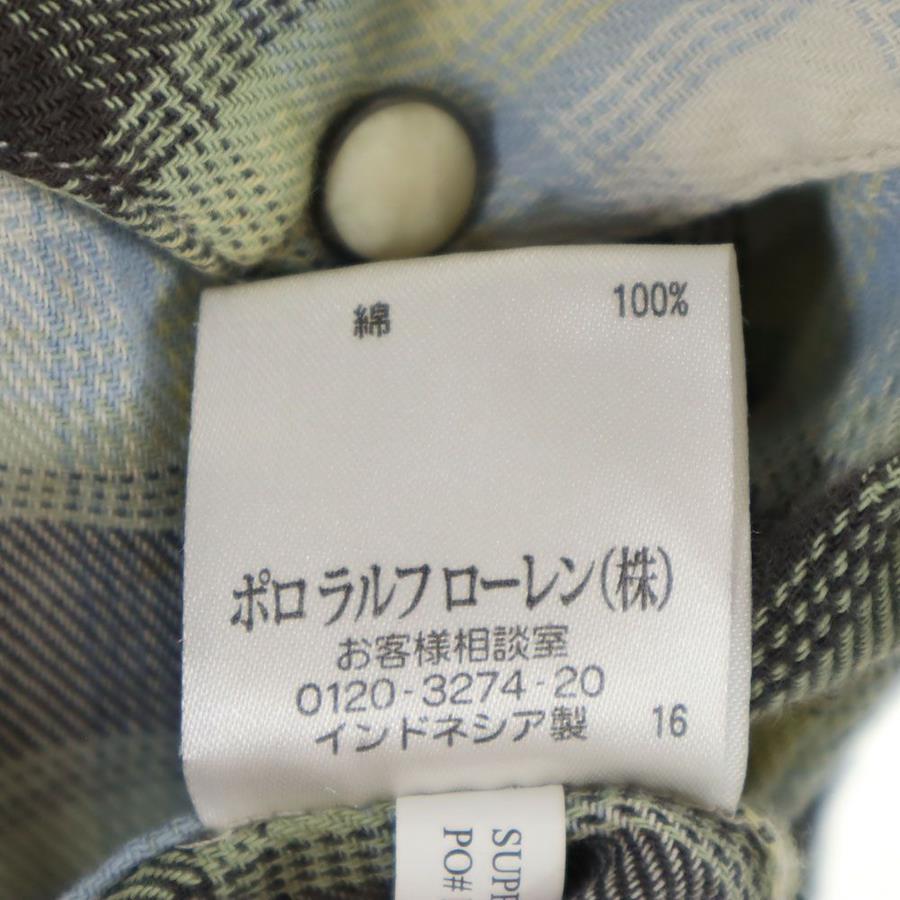 綿 100%
ポロ ラルフ ローレン(株)
お客様相談室
0120-3274-20
インドネシア製 16
PO#